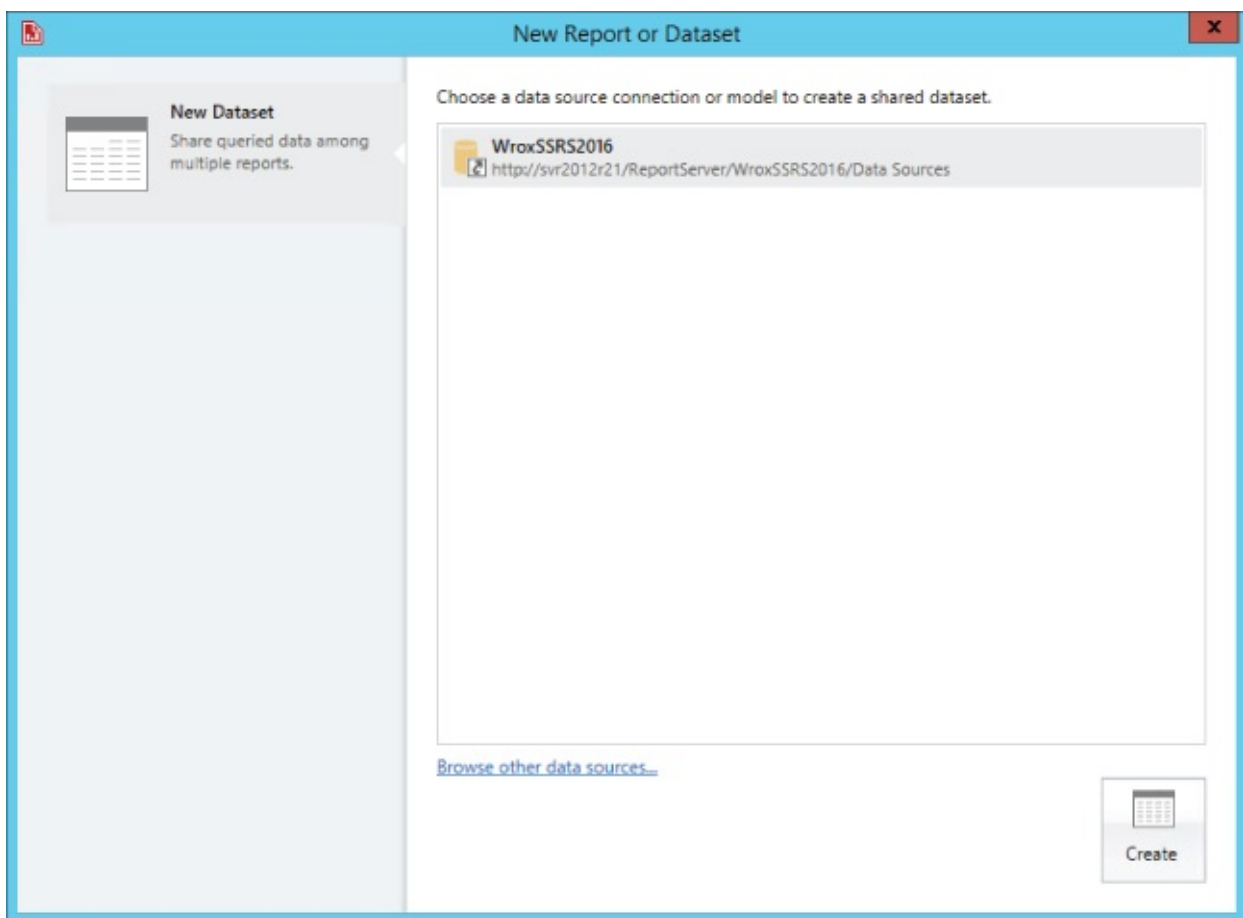 New Report or Dataset
New Dataset
Share queried data among
multiple reports.
Choose a data source connection or model to create a shared dataset.
WroxSSRS2016
http://svr2012r21/ReportServer/WroxSSRS2016/Data Sources
Browse other data sources...
Create